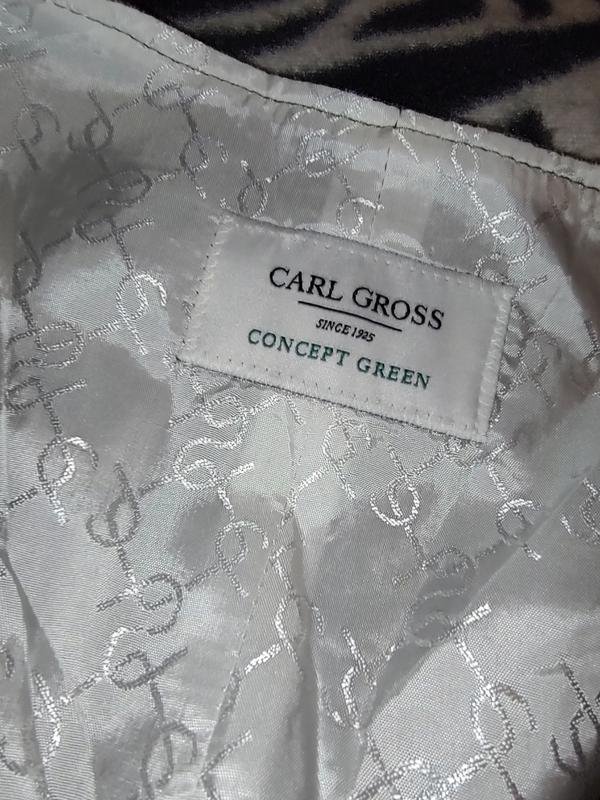 CARL GROSS
SINCE 1925
CONCEPT GREEN